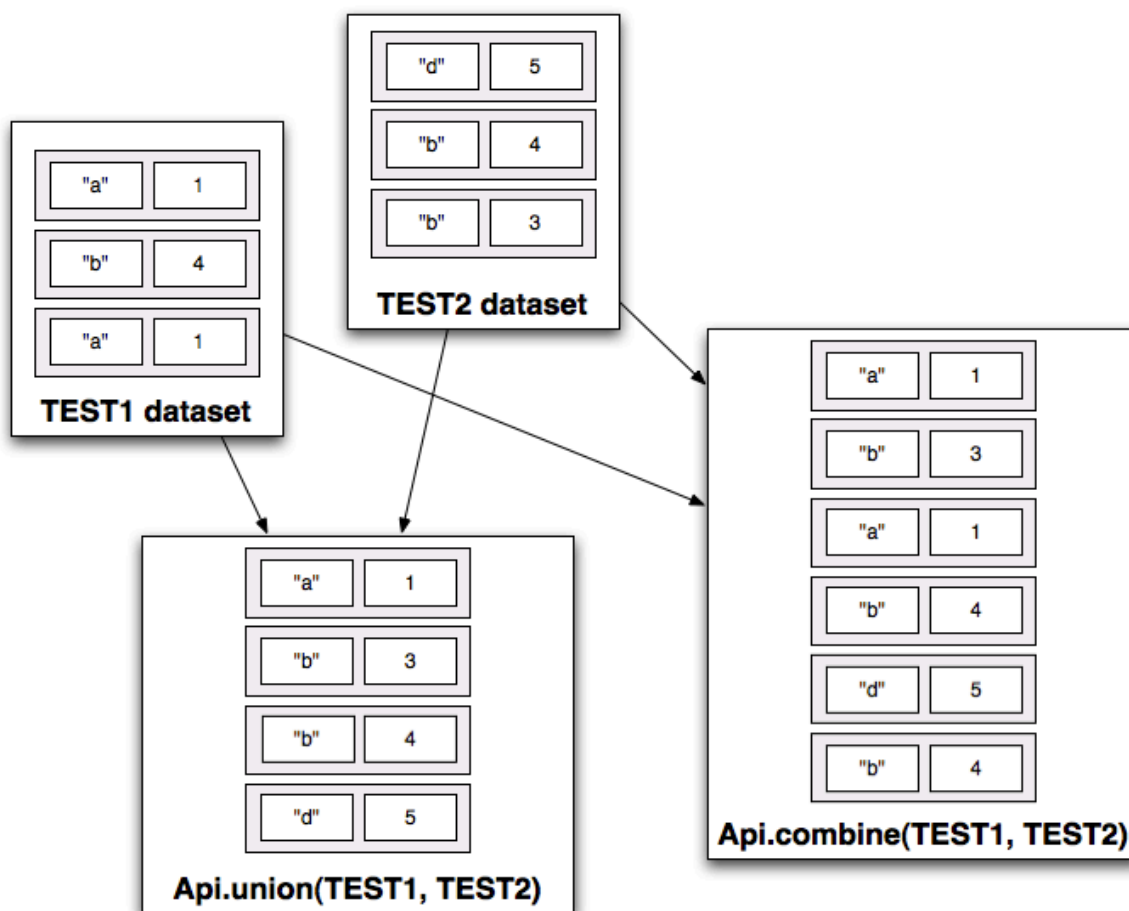 "d" 5
"b" 4
"b" 3
TEST2 dataset
"a" 1
"b" 4
"a" 1
TEST1 dataset
"a" 1
"b" 3
"a" 1
"b" 4
"d" 5
"b" 4
Api.combine(TEST1, TEST2)
"a" 1
"b" 3
"b" 4
"d" 5
Api.union(TEST1, TEST2)